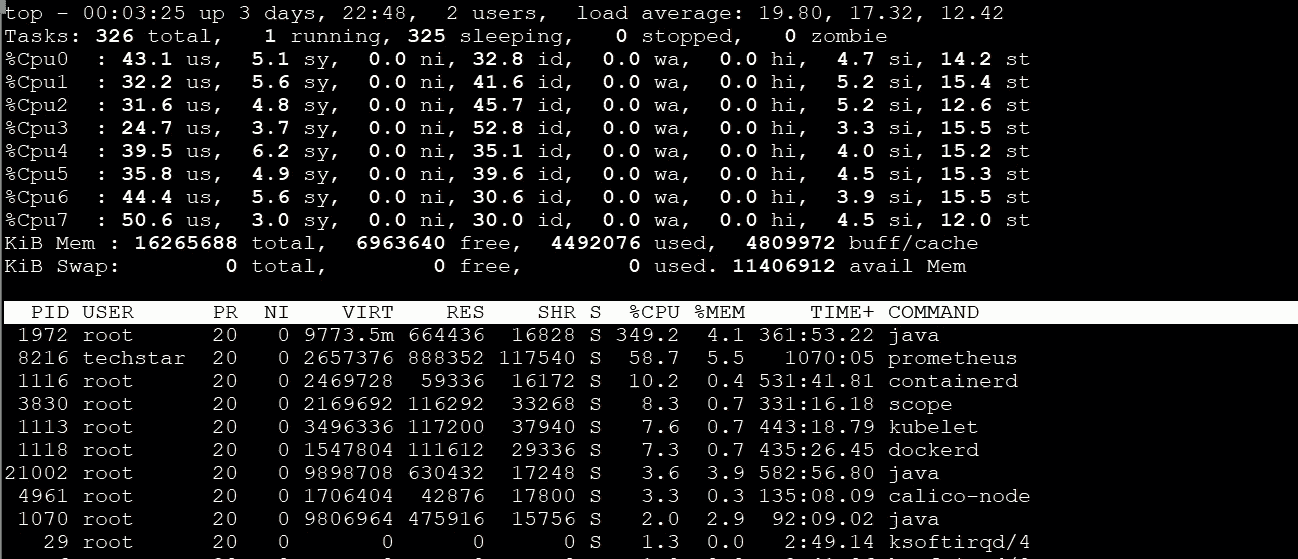 top - 00:03:25 up 3 days, 22:48,  2 users,  load average: 19.80, 17.32, 12.42
Tasks: 326 total,   1 running, 325 sleeping,   0 stopped,   0 zombie
%Cpu0  : 43.1 us,  5.1 sy,  0.0 ni, 32.8 id,  0.0 wa,  0.0 hi,  4.7 si, 14.2 st
%Cpu1  : 32.2 us,  5.6 sy,  0.0 ni, 41.6 id,  0.0 wa,  0.0 hi,  5.2 si, 15.4 st
%Cpu2  : 31.6 us,  4.8 sy,  0.0 ni, 45.7 id,  0.0 wa,  0.0 hi,  5.2 si, 12.6 st
%Cpu3  : 24.7 us,  3.7 sy,  0.0 ni, 52.8 id,  0.0 wa,  0.0 hi,  3.3 si, 15.5 st
%Cpu4  : 39.5 us,  6.2 sy,  0.0 ni, 35.1 id,  0.0 wa,  0.0 hi,  4.0 si, 15.2 st
%Cpu5  : 35.8 us,  4.9 sy,  0.0 ni, 39.6 id,  0.0 wa,  0.0 hi,  4.5 si, 15.3 st
%Cpu6  : 44.4 us,  5.6 sy,  0.0 ni, 30.6 id,  0.0 wa,  0.0 hi,  3.9 si, 15.5 st
%Cpu7  : 50.6 us,  3.0 sy,  0.0 ni, 30.0 id,  0.0 wa,  0.0 hi,  4.5 si, 12.0 st
KiB Mem : 16265688 total,  6963640 free,  4492076 used,  4809972 buff/cache
KiB Swap:        0 total,        0 free,        0 used. 11406912 avail Mem
  PID USER      PR  NI    VIRT    RES    SHR S  %CPU %MEM     TIME+ COMMAND
 1972 root      20   0 9773.5m 664436  16828 S 349.2  4.1 361:53.22 java
 8216 techstar  20   0 2657376 888352 117540 S  58.7  5.5   1070:05 prometheus
 1116 root      20   0 2469728  59336  16172 S  10.2  0.4 531:41.81 containerd
 3830 root      20   0 2169692 116292  33268 S   8.3  0.7 331:16.18 scope
 1113 root      20   0 3496336 117200  37940 S   7.6  0.7 443:18.79 kubelet
 1118 root      20   0 1547804 111612  29336 S   7.3  0.7 435:26.45 dockerd
21002 root      20   0 9898708 630432  17248 S   3.6  3.9 582:56.80 java
 4961 root      20   0 1706404  42876  17800 S   3.3  0.3 135:08.09 calico-node
 1070 root      20   0 9806964 475916  15756 S   2.0  2.9  92:09.02 java
   29 root      20   0       0      0      0 S   1.3  0.0   2:49.14 ksoftirqd/4